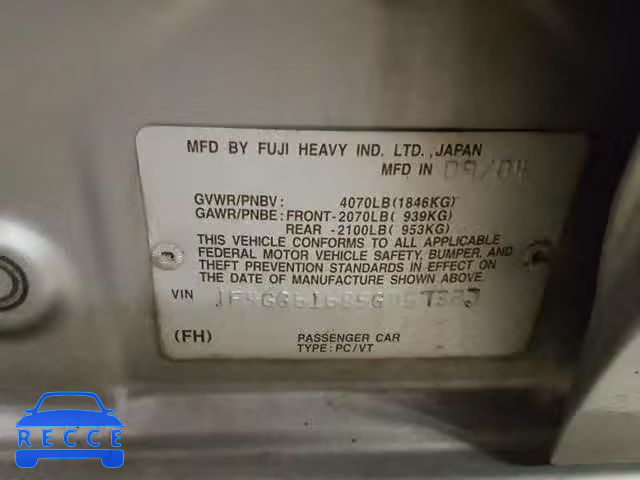 MFD BY FUJI HEAVY IND. LTD. ,JAPAN
MFD IN 09/04
GVWR/PNBV : 4070LB(1846KG)
GAWR/PNBE : FRONT-2070LB( 939KG)
REAR -2100LB( 953KG)
THIS VEHICLE CONFORMS TO ALL APPLICABLE
FEDERAL MOTOR VEHICLE SAFETY, BUMPER, AND
THEFT PREVENTION STANDARDS IN EFFECT ON
THE DATE OF MANUFACTURE SHOWN ABOVE.
VIN
(FH) PASSENGER CAR
TYPE : PC/VT
RECCE